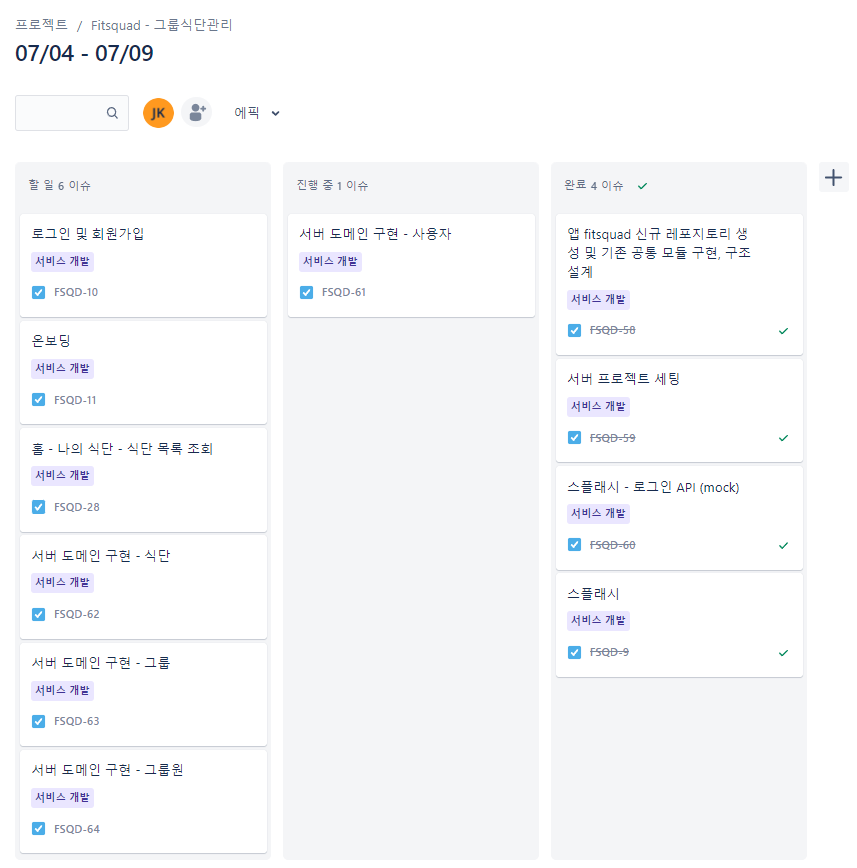 프로젝트 / Fitsquad - 그룹식단관리
07/04 - 07/09
JK
에픽
할 일 6 이슈
로그인 및 회원가입
서비스 개발
FSQD-10
온보딩
서비스 개발
FSQD-11
홈 - 나의 식단 - 식단 목록 조회
서비스 개발
FSQD-28
서버 도메인 구현 - 식단
서비스 개발
FSQD-62
서버 도메인 구현 - 그룹
서비스 개발
FSQD-63
서버 도메인 구현 - 그룹원
서비스 개발
FSQD-64
진행 중 1 이슈
서버 도메인 구현 - 사용자
서비스 개발
FSQD-61
완료 4 이슈
앱 fitsquad 신규 레포지토리 생
성 및 기존 공통 모듈 구현, 구조
설계
서비스 개발
FSQD-58
서버 프로젝트 세팅
서비스 개발
FSQD-59
스플래시 - 로그인 API (mock)
서비스 개발
FSQD-60
스플래시
서비스 개발
FSQD-9